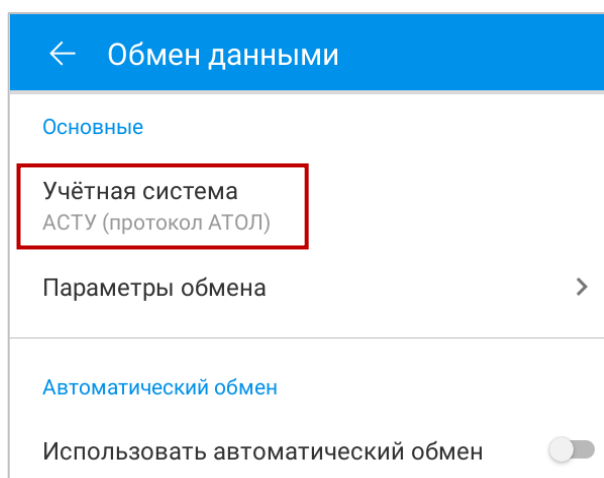 Обмен данными
Основные
Учётная система
АСТУ (протокол АТОЛ)
Параметры обмена
Автоматический обмен
Использовать автоматический обмен